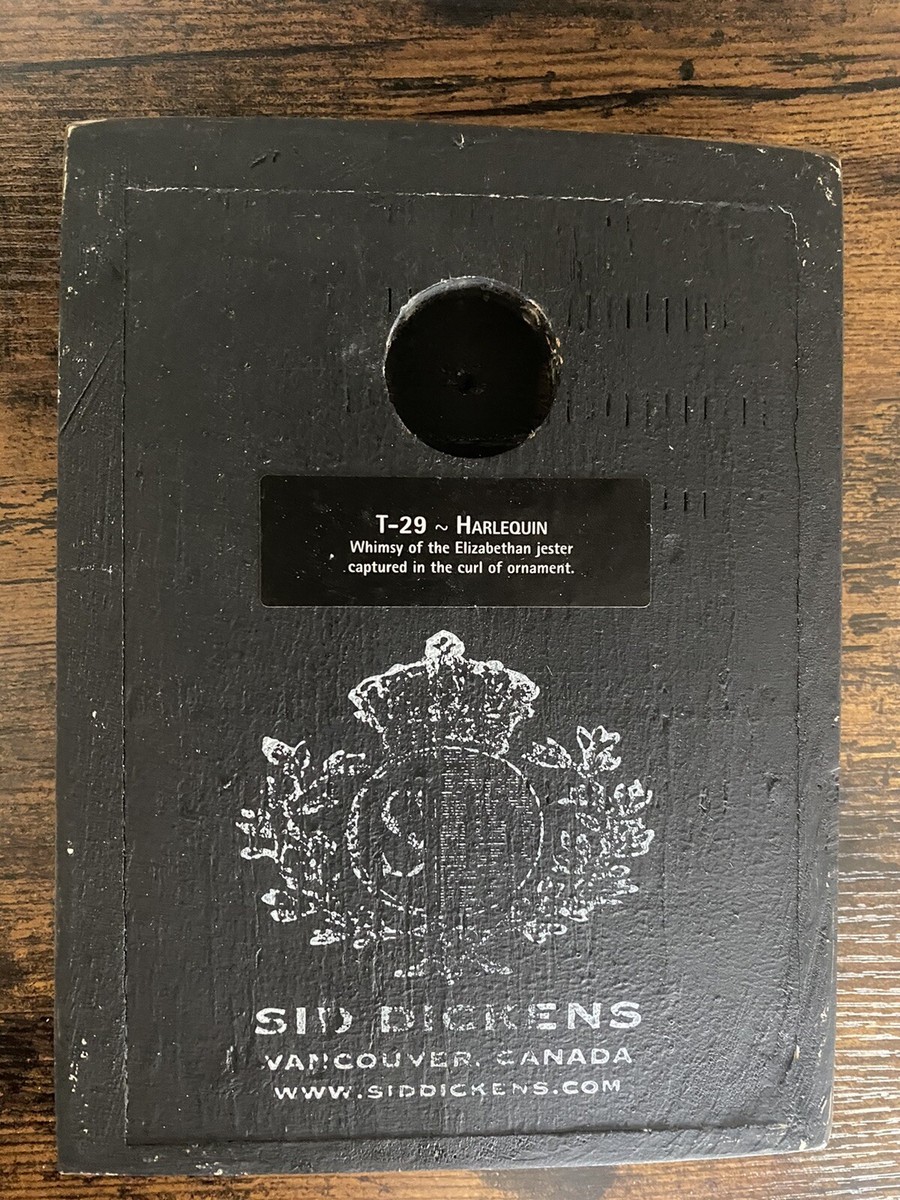 T-29 ~ HARLEQUIN
Whimsy of the Elizabethan jester
captured in the curl of ornament.
S
SID DICKENS
VANCOUVER, CANADA
WWW.SIDDICKENS.COM